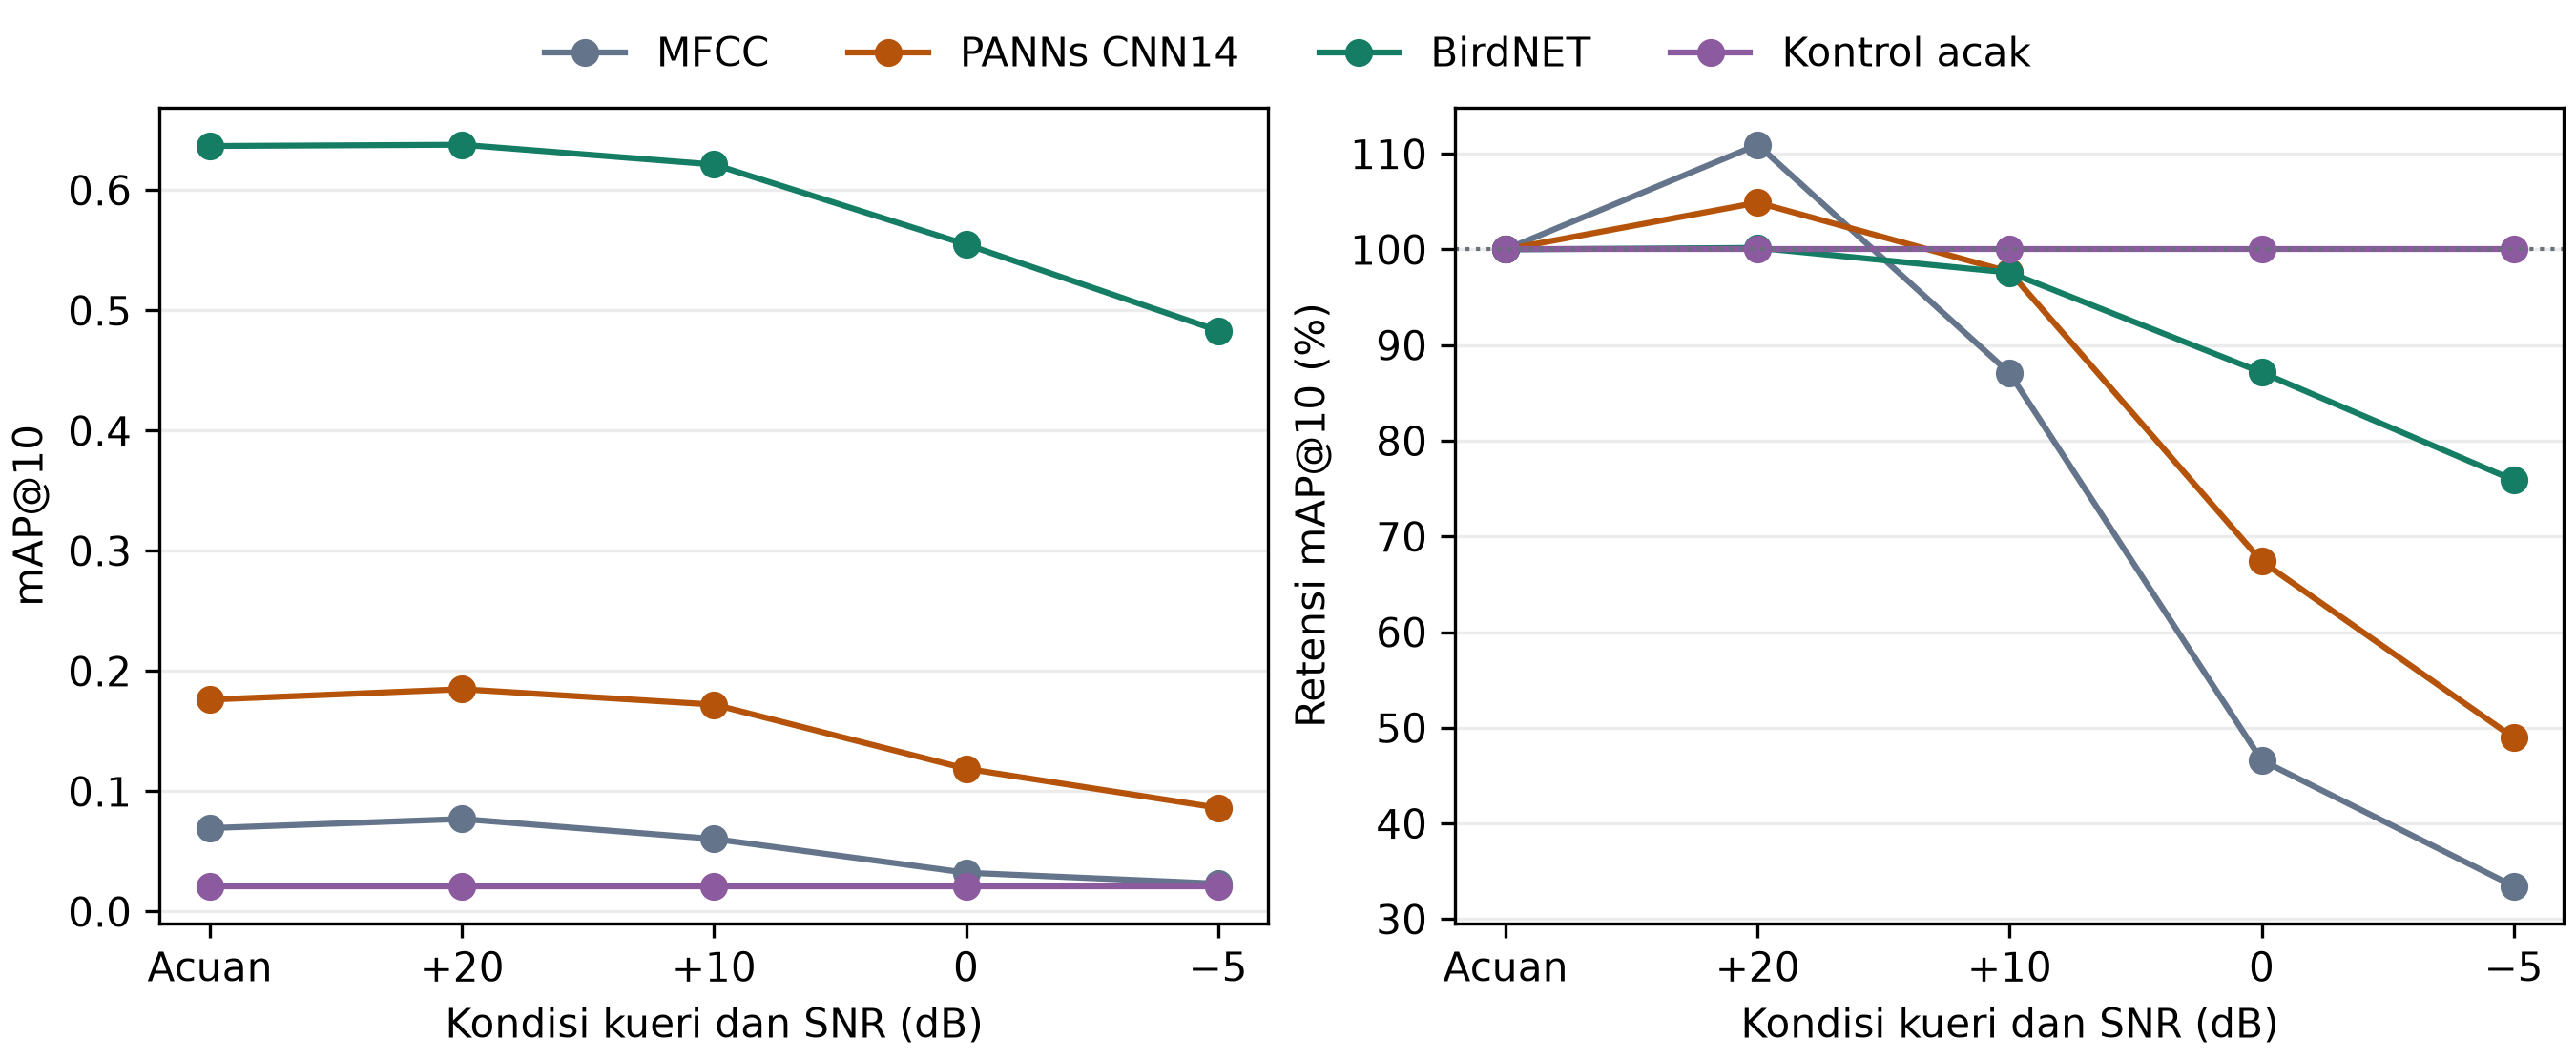 MFCC PANNs CNN14 BirdNET Kontrol acak
mAP@10
0.6
0.5
0.4
0.3
0.2
0.1
0.0
Acuan +20 +10 0 −5
Kondisi kueri dan SNR (dB)
Retensi mAP@10 (%)
110
100
90
80
70
60
50
40
30
Acuan +20 +10 0 −5
Kondisi kueri dan SNR (dB)